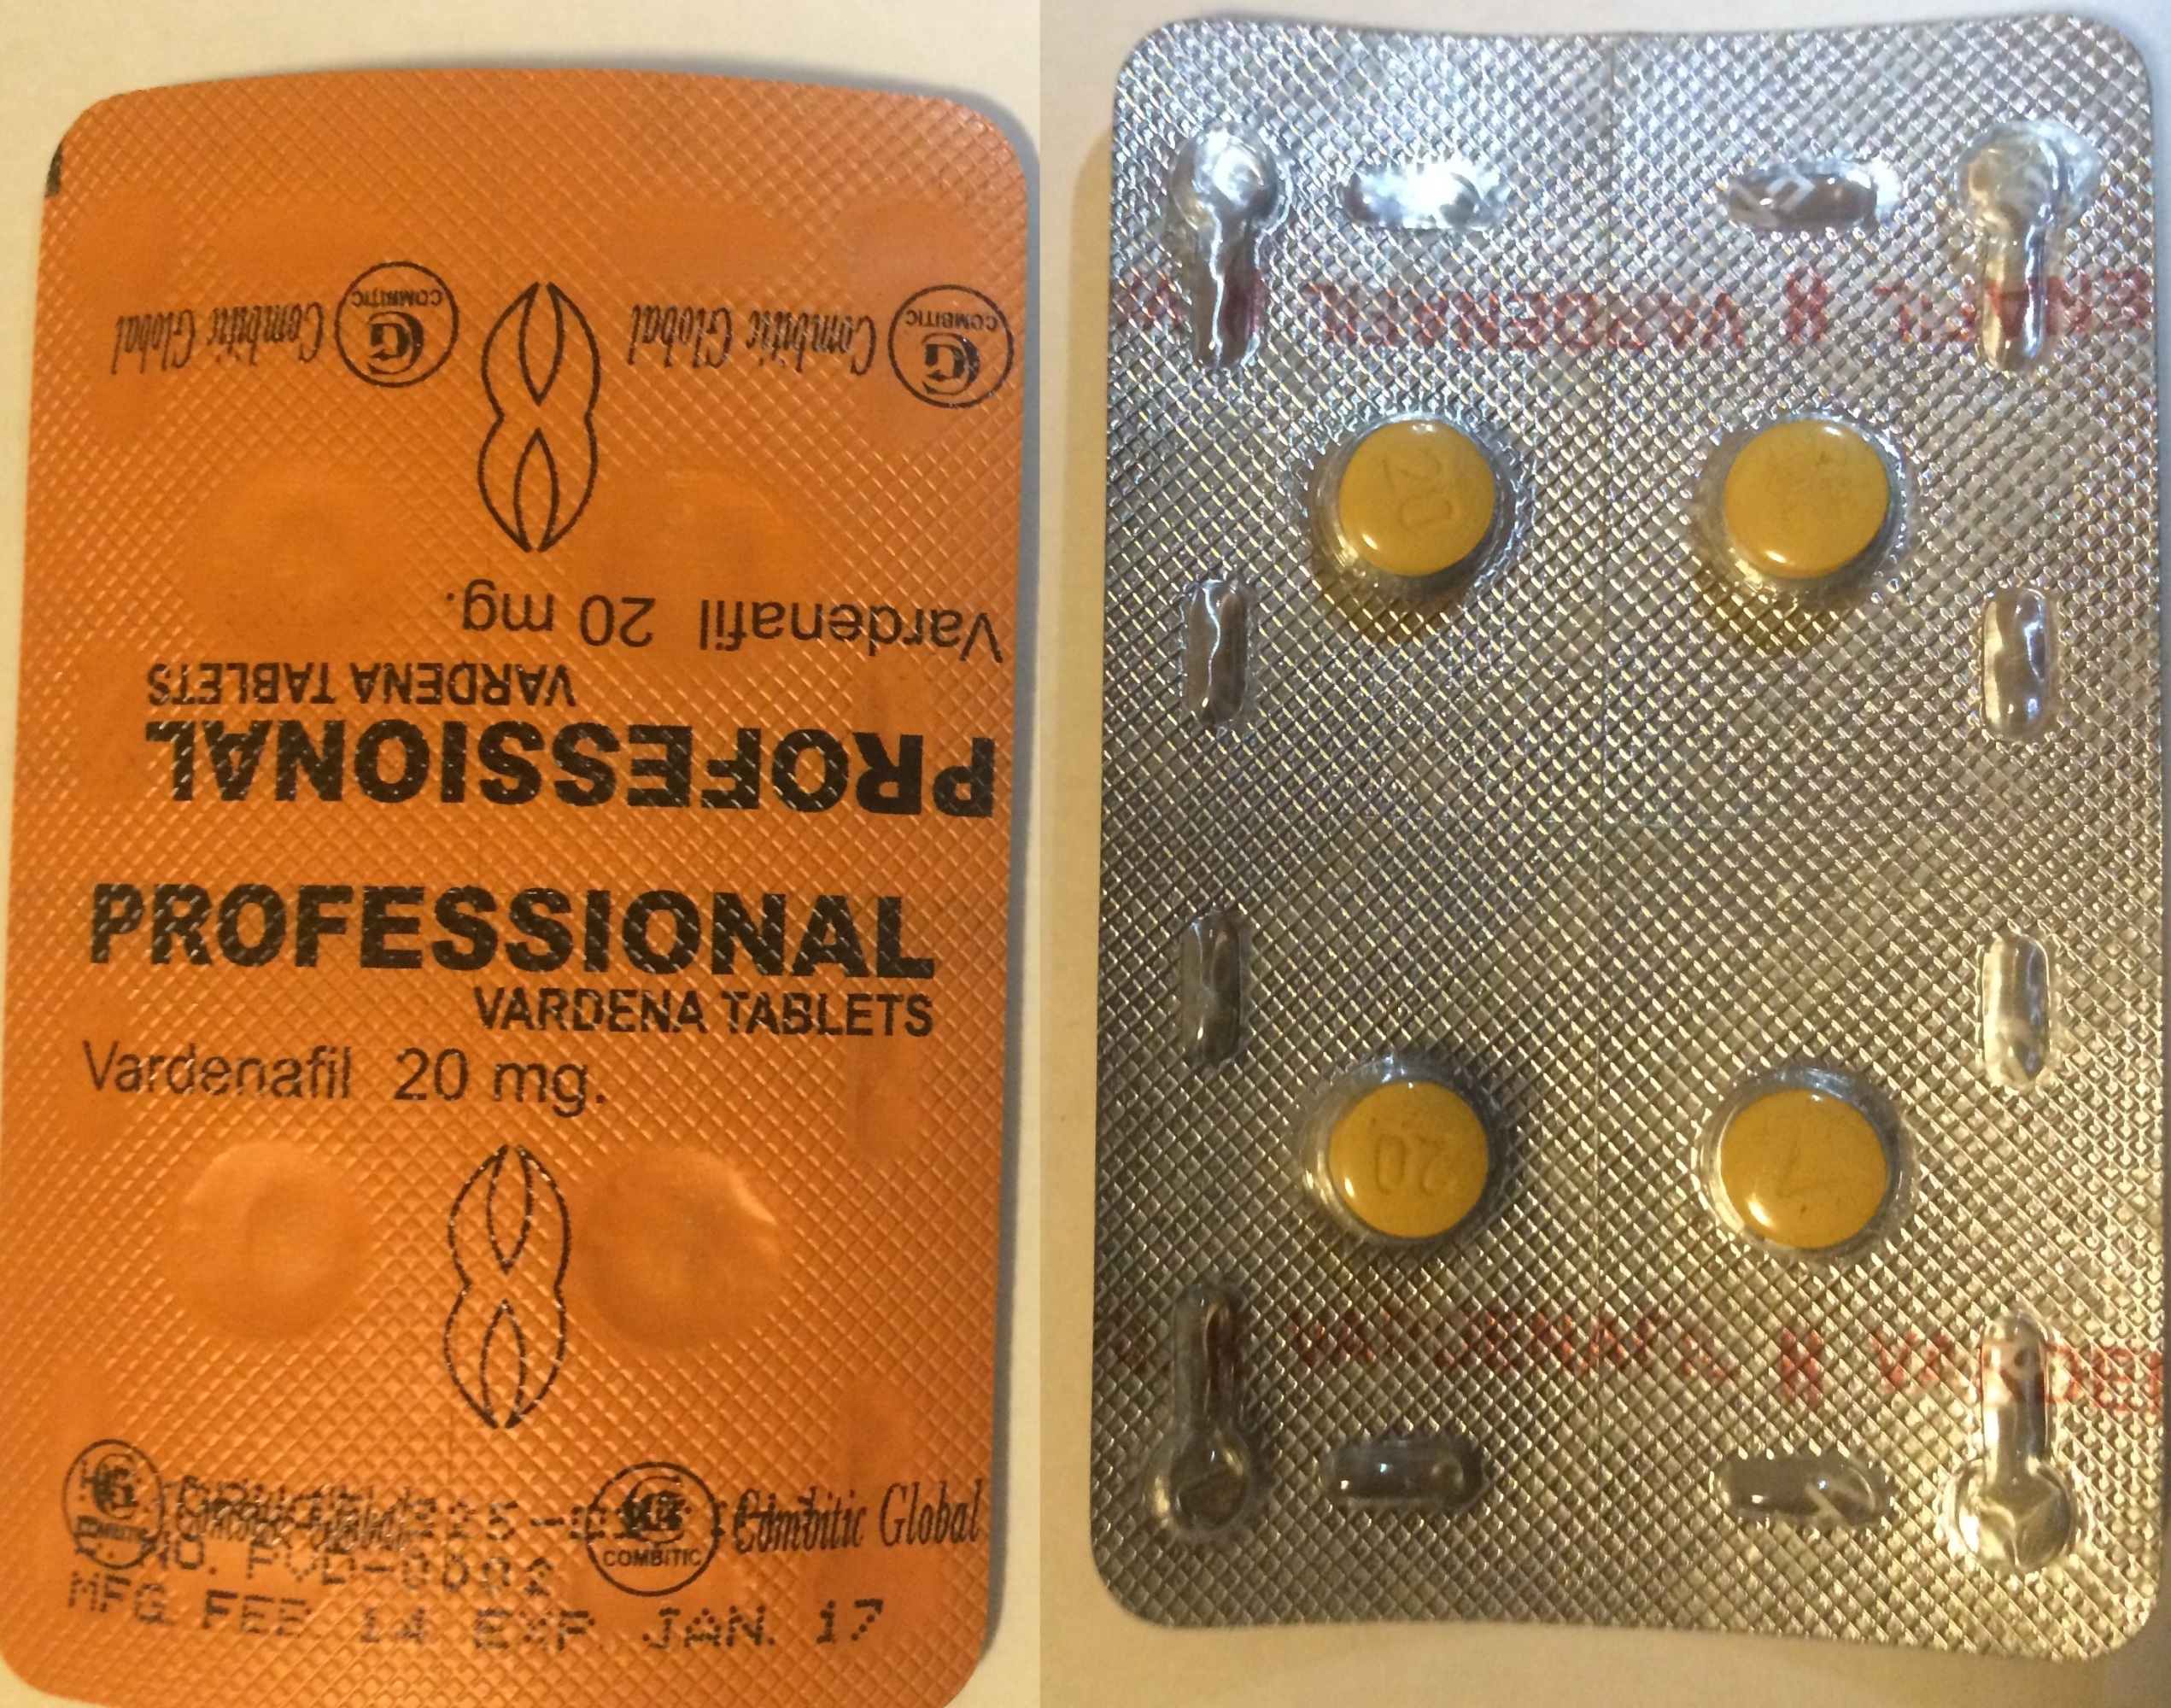 Combitic Global
COMBITIC
G
Combitic Global
COMBITIC
G
Vardenafil 20 mg.
VARDENA TABLETS
PROFESSIONAL
PROFESSIONAL
VARDENA TABLETS
Vardenafil 20 mg.
COMBITIC
Combitic Global
MFG. FEB. 14 EXP. JAN. 17
VARDENAFIL
20
20
7
VARDENAFIL